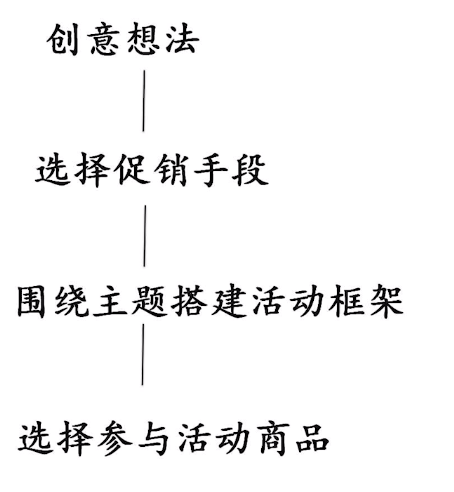 创意想法
选择促销手段
围绕主题搭建活动框架
选择参与活动商品